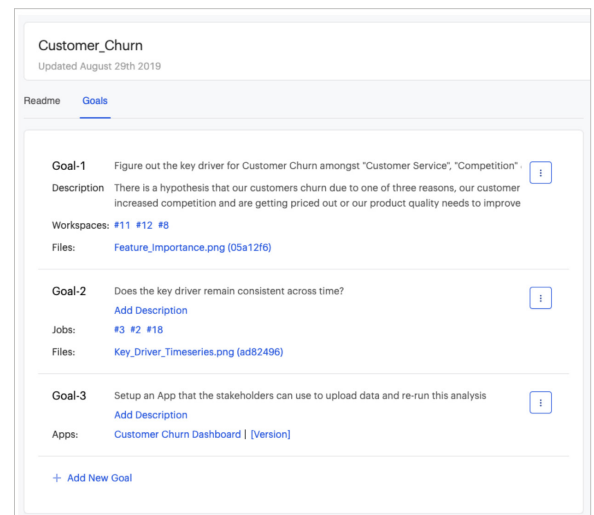 Customer_Churn
Updated August 29th 2019
Readme Goals
Goal-1 Figure out the key driver for Customer Churn amongst "Customer Service", "Competition"
Description There is a hypothesis that our customers churn due to one of three reasons, our customer
increased competition and are getting priced out or our product quality needs to improve
Workspaces: #11 #12 #8
Files: Feature_Importance.png (05a12f6)
Goal-2 Does the key driver remain consistent across time?
Add Description
Jobs: #3 #2 #18
Files: Key_Driver_Timeseries.png (ad82496)
Goal-3 Setup an App that the stakeholders can use to upload data and re-run this analysis
Add Description
Apps: Customer Churn Dashboard | [Version]
+ Add New Goal